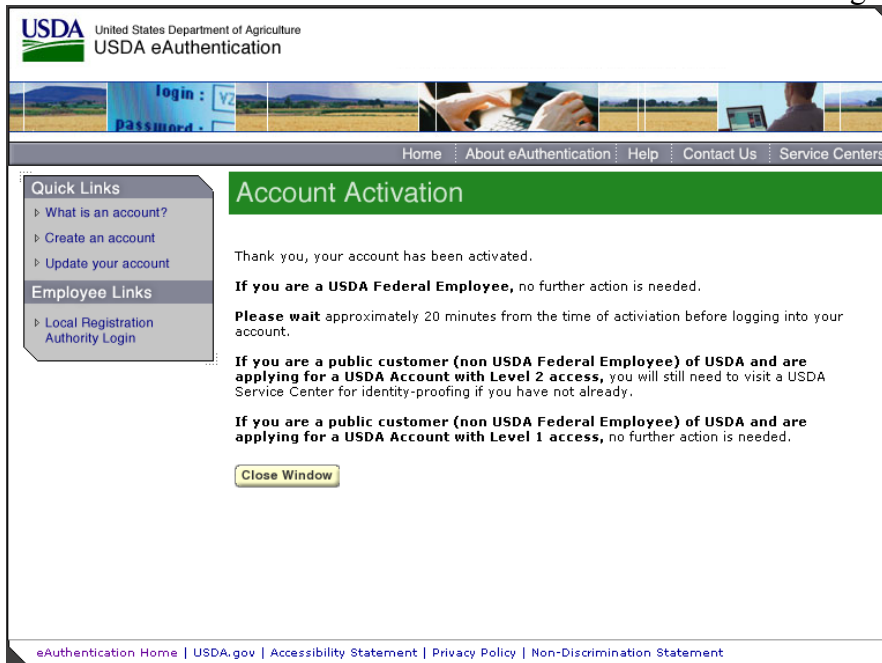 USDA United States Department of Agriculture
USDA eAuthentication
login :
password :
Home About eAuthentication Help Contact Us Service Centers
Quick Links
What is an account?
Create an account
Update your account
Employee Links
Local Registration
Authority Login
Account Activation
Thank you, your account has been activated.
If you are a USDA Federal Employee, no further action is needed.
Please wait approximately 20 minutes from the time of activiation before logging into your
account.
If you are a public customer (non USDA Federal Employee) of USDA and are
applying for a USDA Account with Level 2 access, you will still need to visit a USDA
Service Center for identity-proofing if you have not already.
If you are a public customer (non USDA Federal Employee) of USDA and are
applying for a USDA Account with Level 1 access, no further action is needed.
Close Window
eAuthentication Home | USDA.gov | Accessibility Statement | Privacy Policy | Non-Discrimination Statement